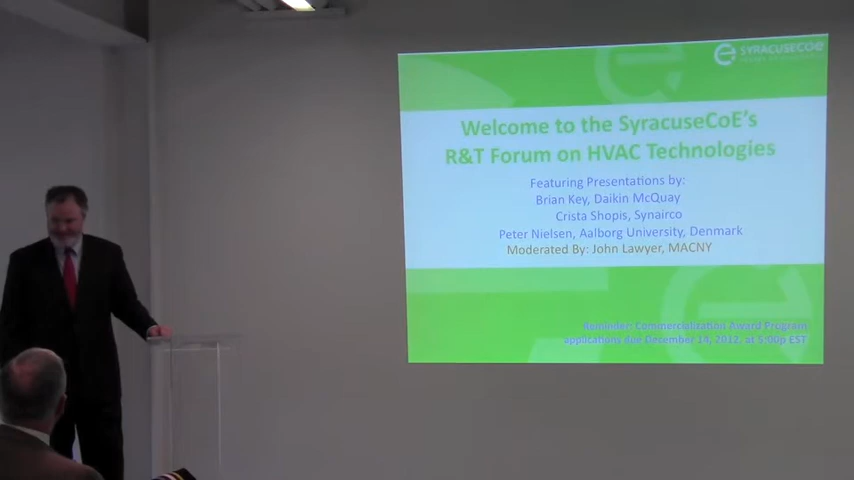 SYRACUSECOE
Welcome to the SyracuseCoE's
R&T Forum on HVAC Technologies
Featuring Presentations by:
Brian Key, Daikin McQuay
Crista Shopis, Synairco
Peter Nielsen, Aalborg University, Denmark
Moderated By: John Lawyer, MACNY
Reminder: Commercialization Award Program
applications due December 14, 2012, at 5:00p EST